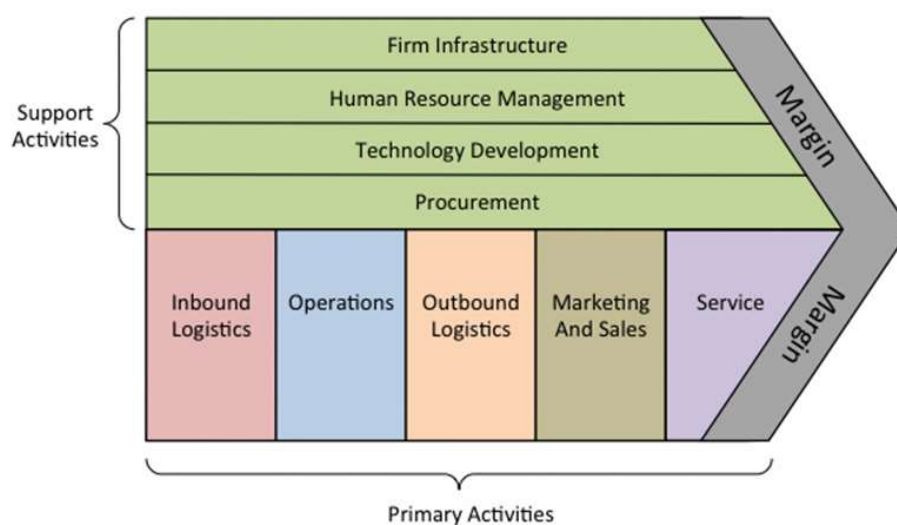 Firm Infrastructure
Human Resource Management
Technology Development
Procurement
Support
Activities
Margin
Inbound
Logistics
Operations
Outbound
Logistics
Marketing
And Sales
Service
Margin
Primary Activities